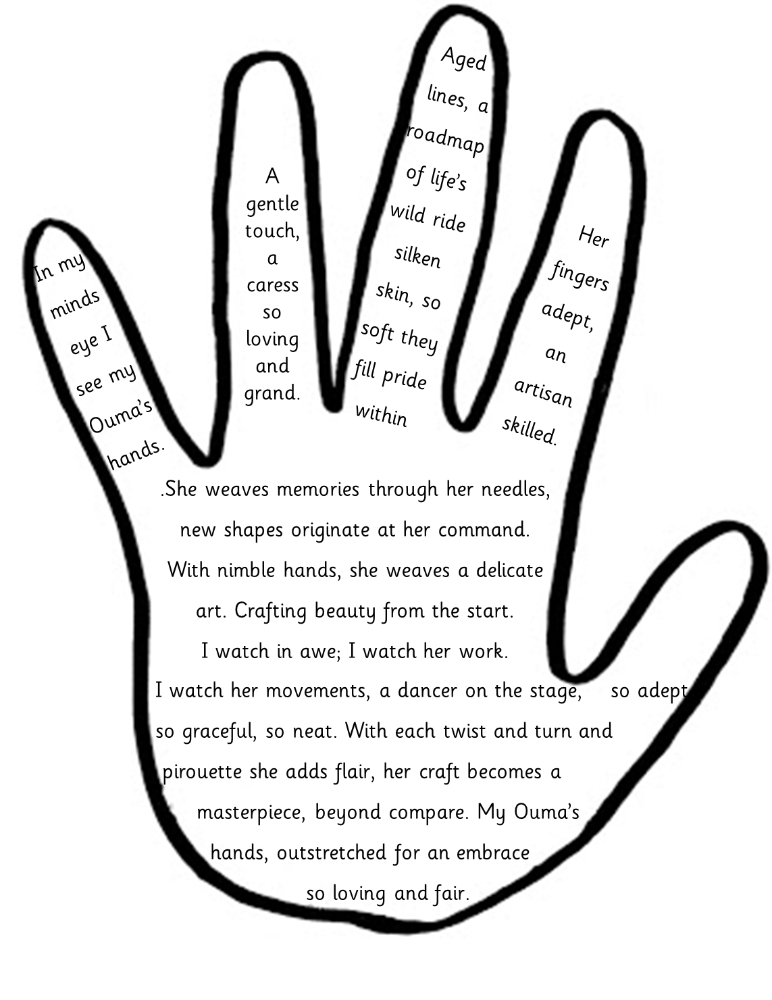 In my
minds
eye I
see my
Ouma's
hands.
A
gentle
touch,
a
caress
so
loving
and
grand.
Aged
lines, a
roadmap
of life's
wild ride
silken
skin, so
soft they
fill pride
within
Her
fingers
adept,
an
artisan
skilled.
.She weaves memories through her needles,
new shapes originate at her command.
With nimble hands, she weaves a delicate
art. Crafting beauty from the start.
I watch in awe; I watch her work.
I watch her movements, a dancer on the stage, so adept
so graceful, so neat. With each twist and turn and
pirouette she adds flair, her craft becomes a
masterpiece, beyond compare. My Ouma's
hands, outstretched for an embrace
so loving and fair.